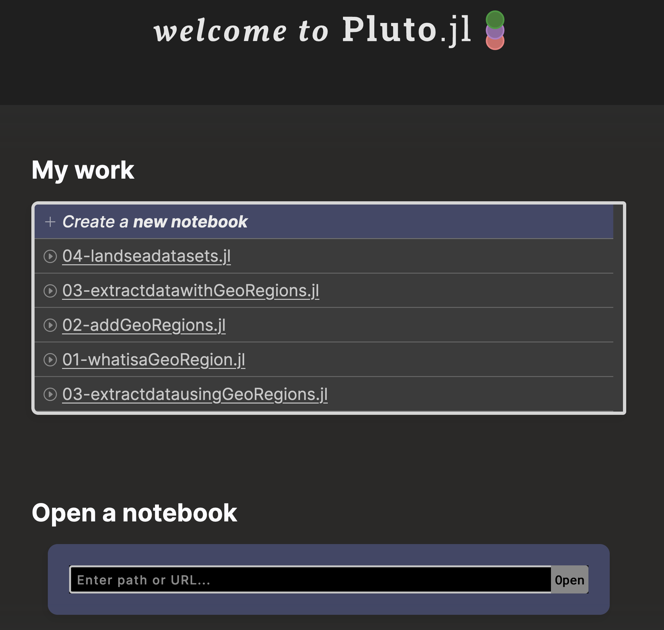 welcome to Pluto.jl
My work
+ Create a new notebook
04-landseadatasets.jl
03-extractdatawithGeoRegions.jl
02-addGeoRegions.jl
01-whatisaGeoRegion.jl
03-extractdatausingGeoRegions.jl
Open a notebook
Enter path or URL... Open